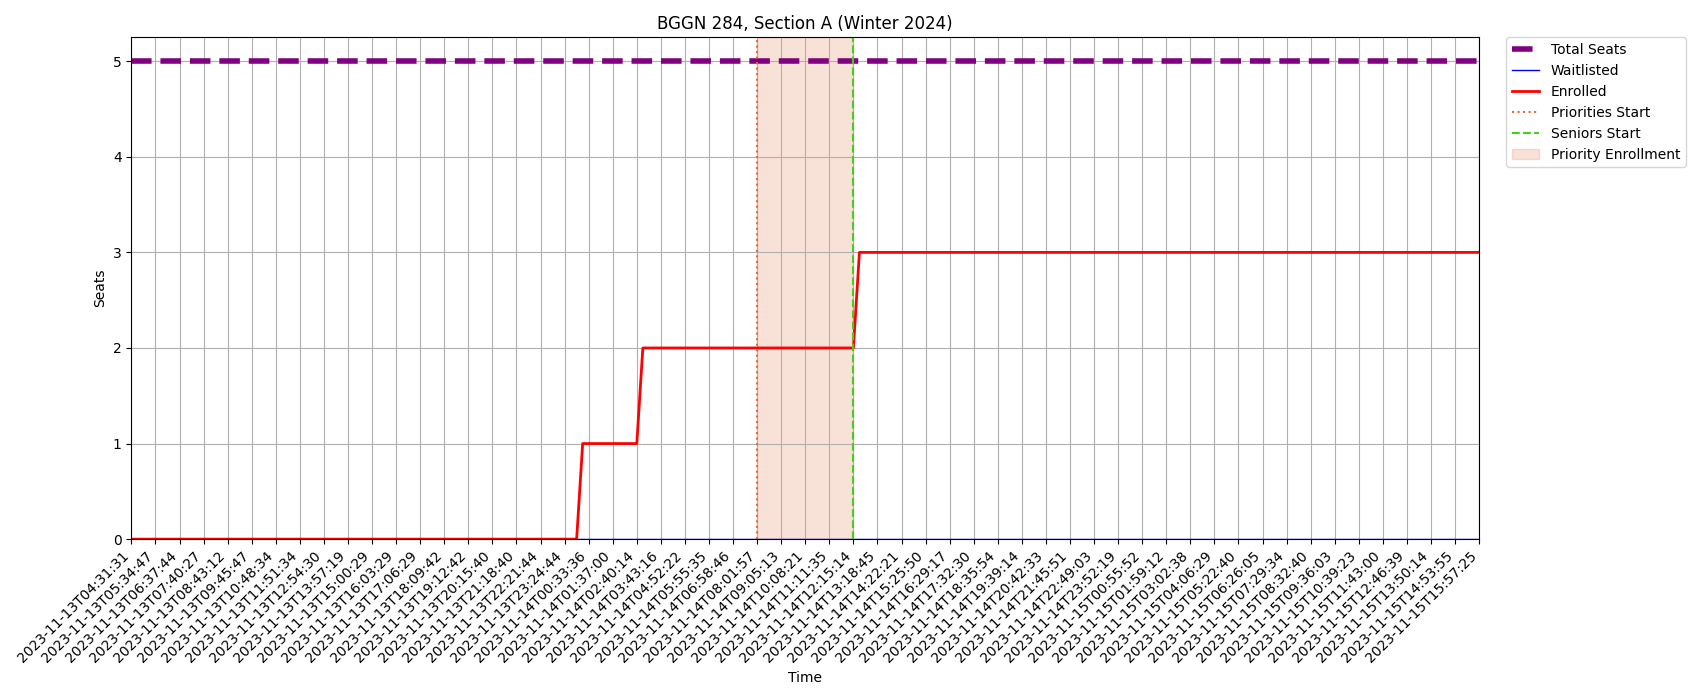 BGGN 284, Section A (Winter 2024)
Total Seats
Waitlisted
Enrolled
Priorities Start
Seniors Start
Priority Enrollment
Seats
5
4
3
2
1
0
2023-11-13T04:31:31
2023-11-13T05:34:47
2023-11-13T06:37:44
2023-11-13T07:40:27
2023-11-13T08:43:12
2023-11-13T09:45:47
2023-11-13T10:48:34
2023-11-13T11:51:34
2023-11-13T12:54:30
2023-11-13T13:57:19
2023-11-13T15:00:29
2023-11-13T16:03:29
2023-11-13T17:06:29
2023-11-13T18:09:42
2023-11-13T19:12:42
2023-11-13T20:15:40
2023-11-13T21:18:40
2023-11-13T22:21:44
2023-11-13T23:24:44
2023-11-14T00:33:36
2023-11-14T01:37:00
2023-11-14T02:40:14
2023-11-14T03:43:16
2023-11-14T04:52:22
2023-11-14T05:55:35
2023-11-14T06:58:46
2023-11-14T08:01:57
2023-11-14T09:05:13
2023-11-14T10:08:21
2023-11-14T11:11:35
2023-11-14T12:15:14
2023-11-14T13:18:45
2023-11-14T14:22:21
2023-11-14T15:25:50
2023-11-14T16:29:17
2023-11-14T17:32:30
2023-11-14T18:35:54
2023-11-14T19:39:14
2023-11-14T20:42:33
2023-11-14T21:45:51
2023-11-14T22:49:03
2023-11-14T23:52:19
2023-11-15T00:55:52
2023-11-15T01:59:12
2023-11-15T03:02:38
2023-11-15T04:06:29
2023-11-15T05:22:40
2023-11-15T06:26:05
2023-11-15T07:29:34
2023-11-15T08:32:40
2023-11-15T09:36:03
2023-11-15T10:39:23
2023-11-15T11:43:00
2023-11-15T12:46:39
2023-11-15T13:50:14
2023-11-15T14:53:55
2023-11-15T15:57:25
Time